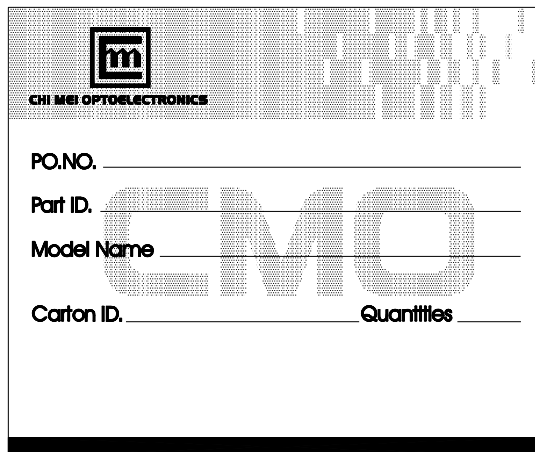 CHI MEI OPTOELECTRONICS
PO.NO.
Part ID.
CMO
Model Name
Carton ID. Quantities